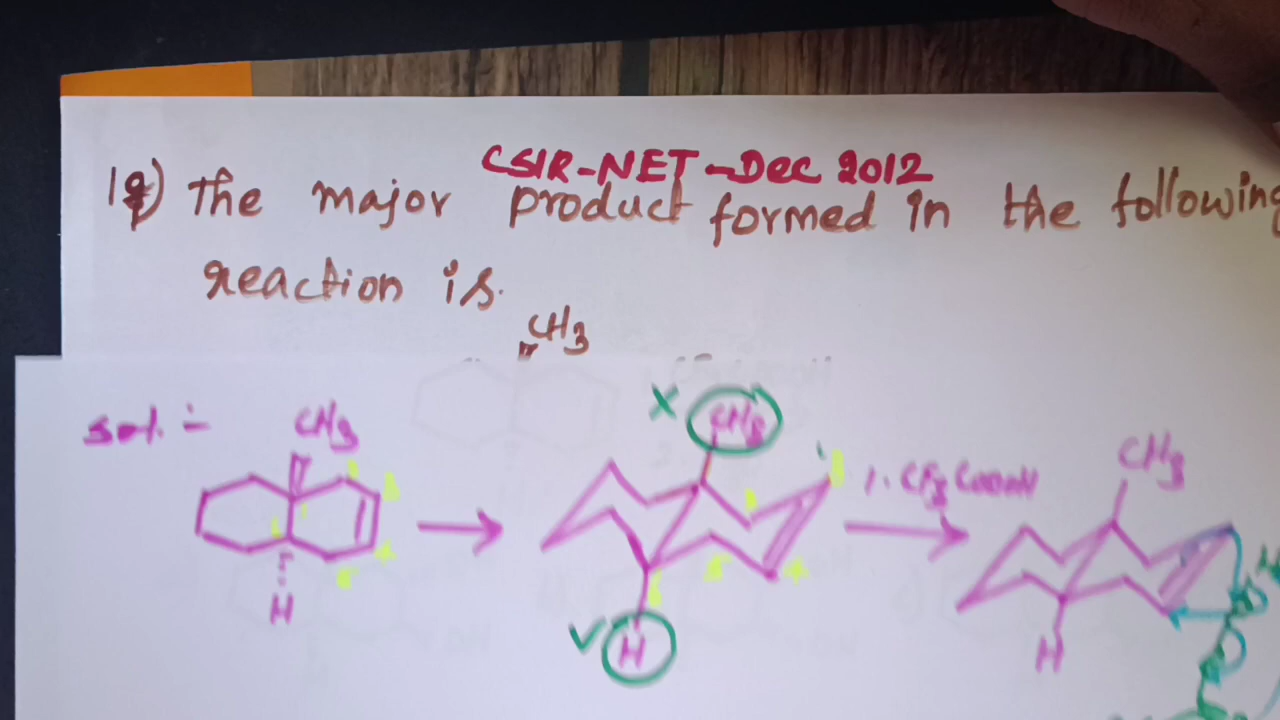 CSIR-NET-Dec 2012
19) The major product formed in the following
reaction is.
CH3
sol:-
CH3
H
X CH3
V H
1. CF3COOOH
CH3
H